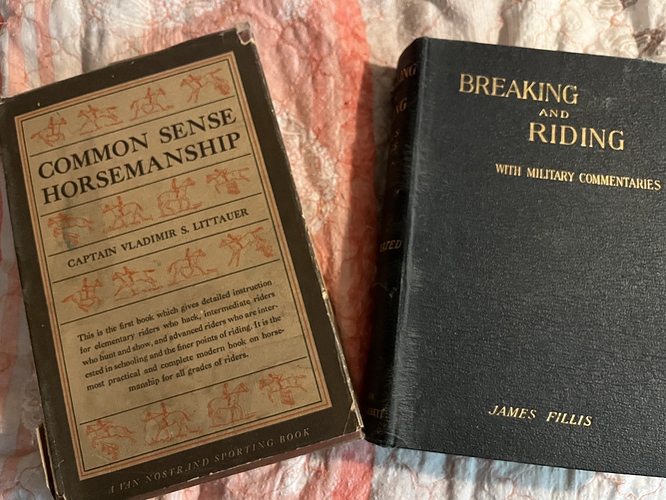 COMMON SENSE
HORSEMANSHIP
CAPTAIN VLADIMIR S. LITTAUER
This is the first book which gives detailed instruction
for elementary riders who hack, intermediate riders
who hunt and show, and advanced riders who are inter-
ested in schooling and the finer points of riding. It is the
most practical and complete modern book on horse-
manship for all grades of riders.
A VAN NOSTRAND SPORTING BOOK
BREAKING
AND
RIDING
WITH MILITARY COMMENTARIES
JAMES FILLIS